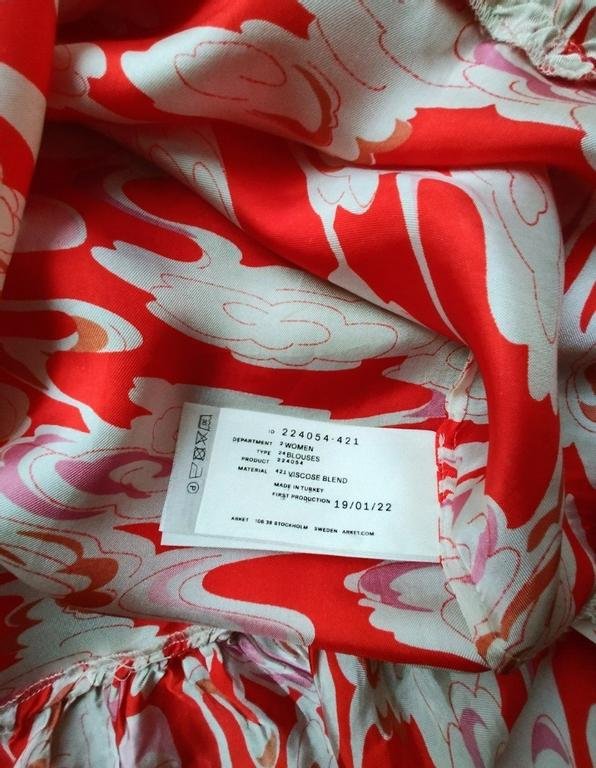 ID 224054-421
DEPARTMENT 2 WOMEN
TYPE 24 BLOUSES
PRODUCT 224054
MATERIAL 421 VISCOSE BLEND
MADE IN TURKEY
FIRST PRODUCTION 19/01/22
ARKET 106 38 STOCKHOLM SWEDEN ARKET.COM
P